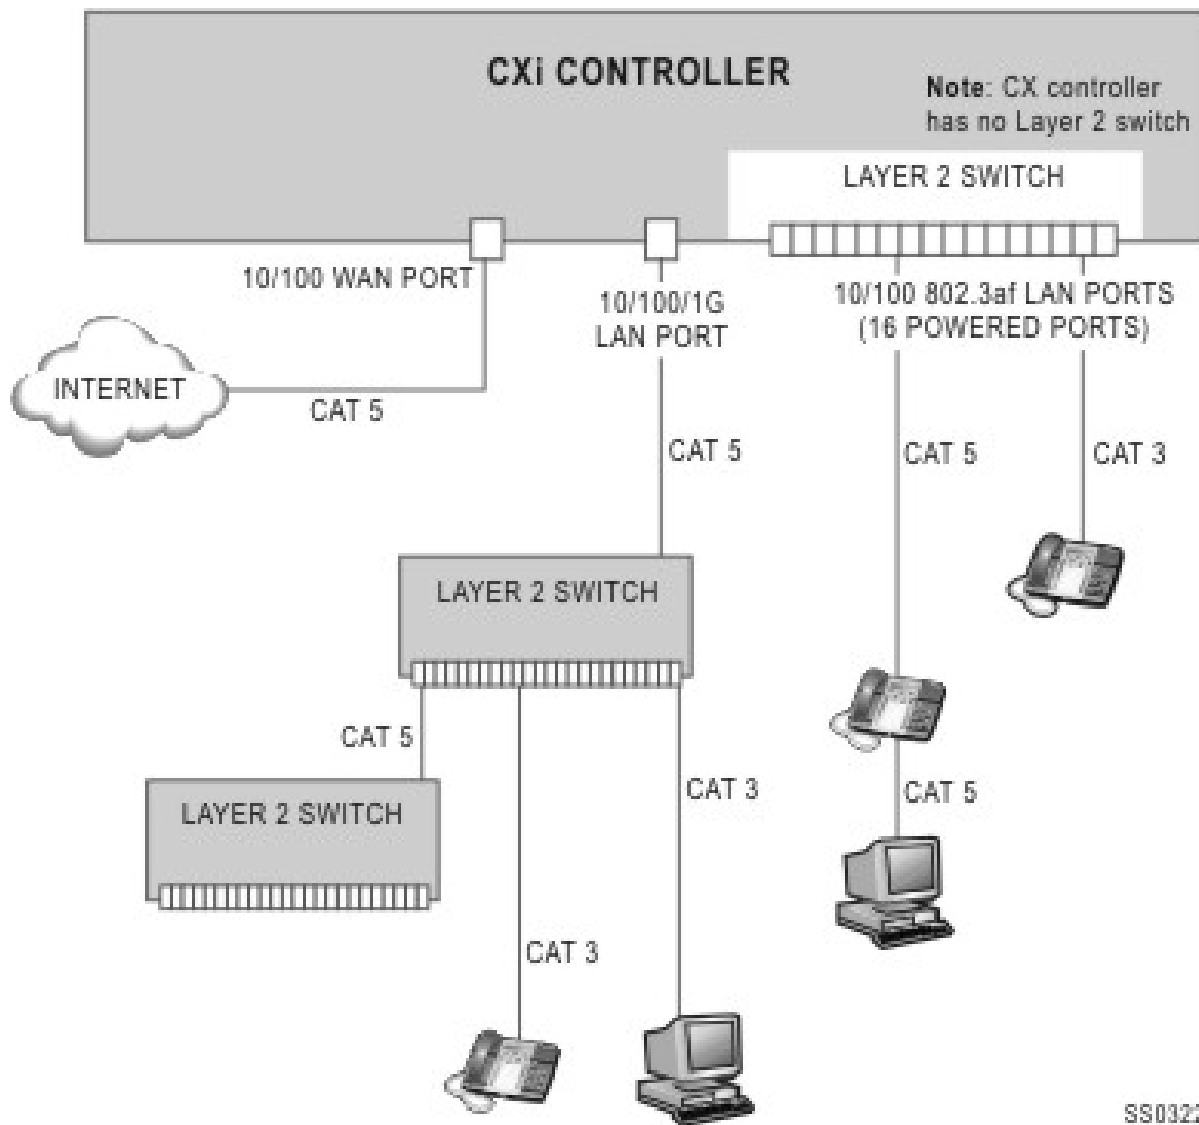 CXi CONTROLLER
Note: CX controller
has no Layer 2 switch
LAYER 2 SWITCH
10/100 WAN PORT
10/100/1G
LAN PORT
10/100 802.3af LAN PORTS
(16 POWERED PORTS)
INTERNET
CAT 5
CAT 5
CAT 5
CAT 3
LAYER 2 SWITCH
CAT 5
CAT 3
CAT 5
LAYER 2 SWITCH
CAT 3
SS0322